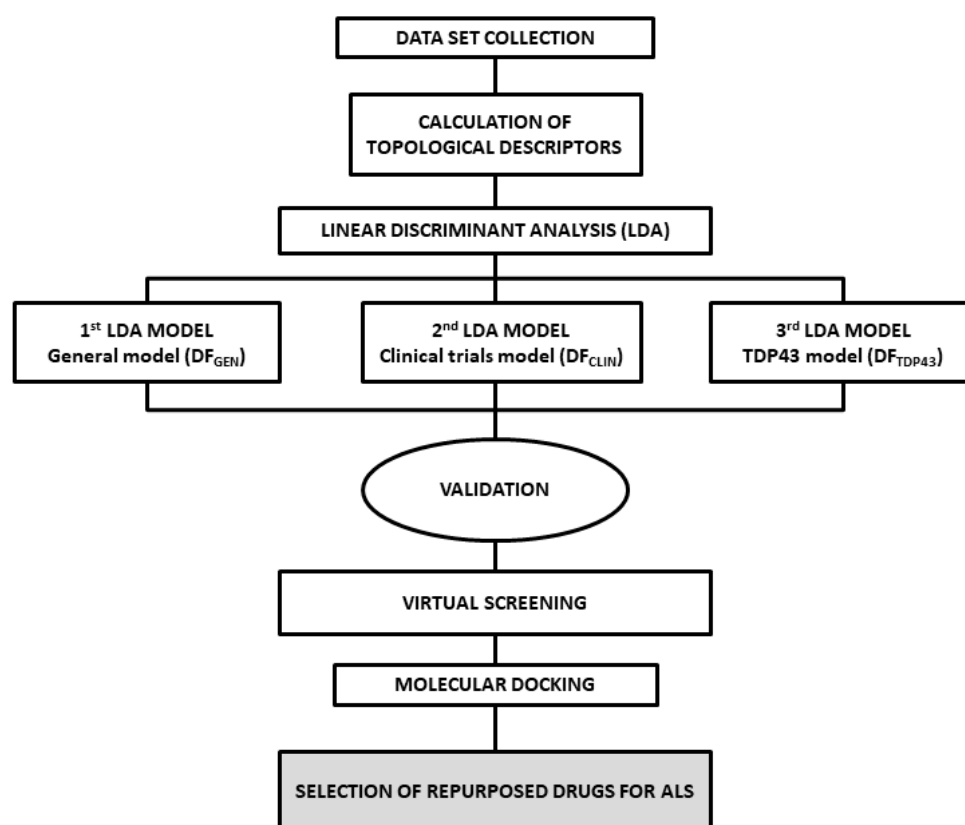 DATA SET COLLECTION
CALCULATION OF
TOPOLOGICAL DESCRIPTORS
LINEAR DISCRIMINANT ANALYSIS (LDA)
1st LDA MODEL
General model (DFGEN)
2nd LDA MODEL
Clinical trials model (DFCLIN)
3rd LDA MODEL
TDP43 model (DFTDP43)
VALIDATION
VIRTUAL SCREENING
MOLECULAR DOCKING
SELECTION OF REPURPOSED DRUGS FOR ALS